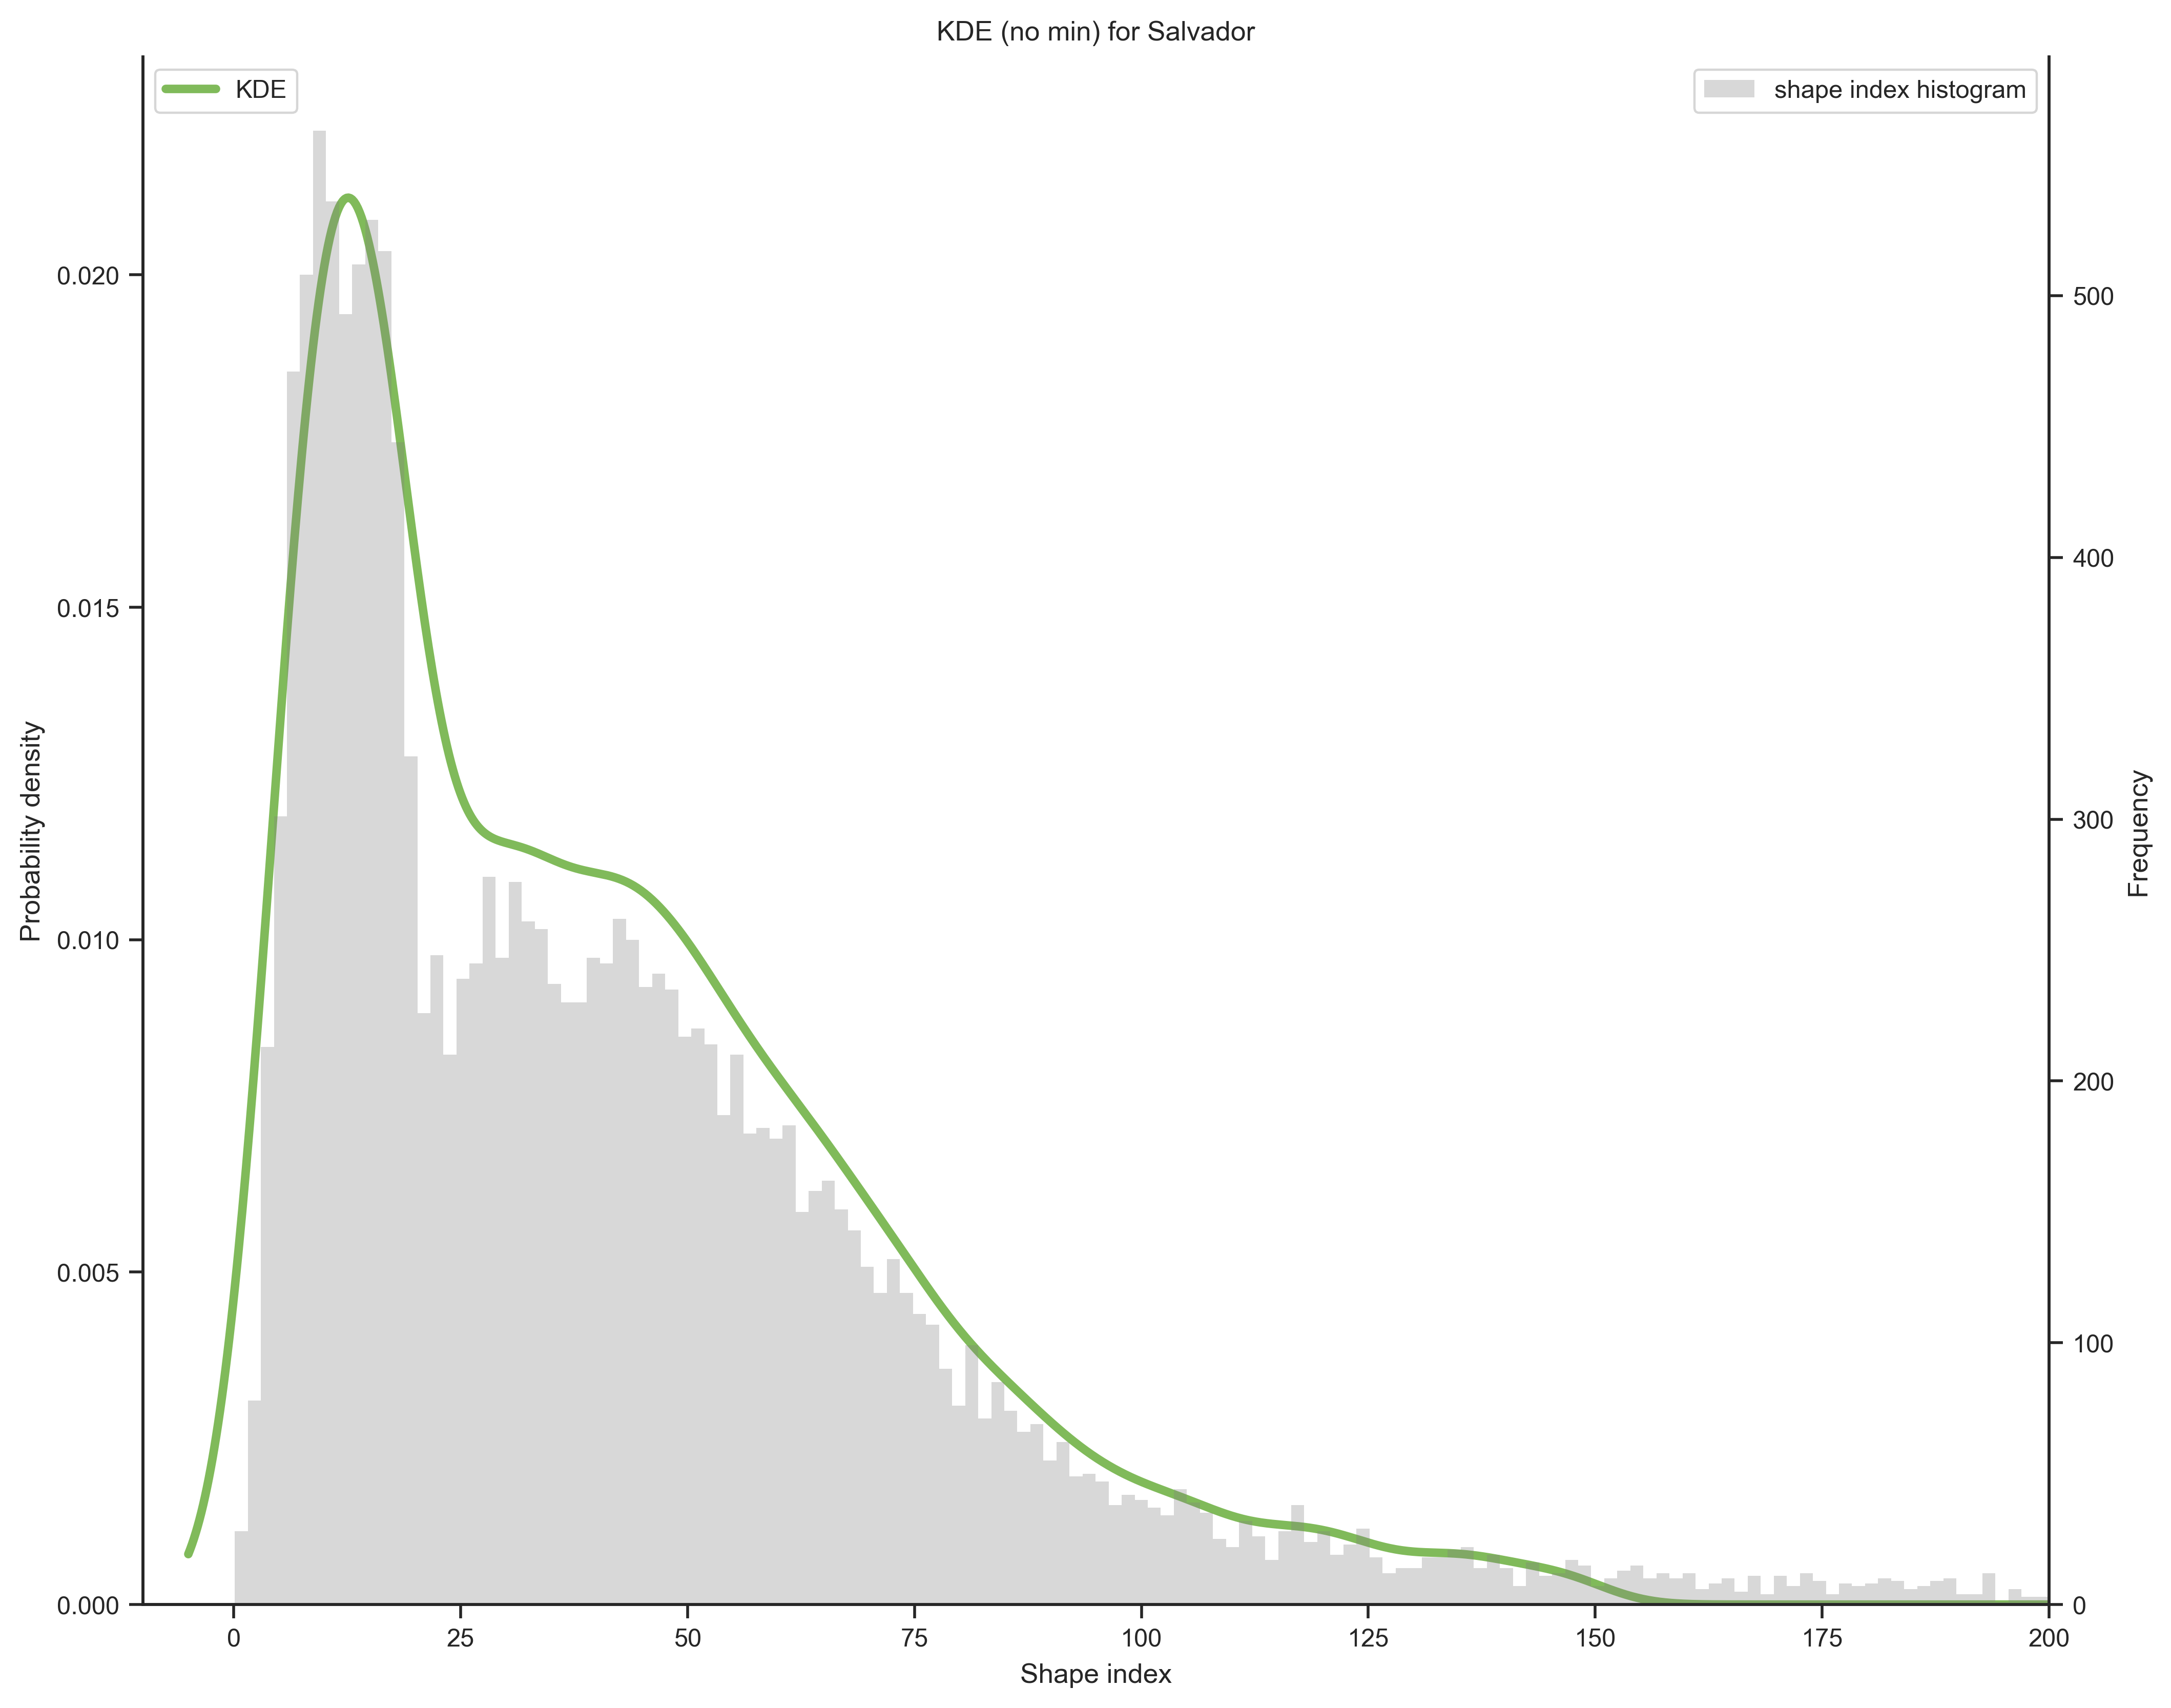 KDE (no min) for Salvador
KDE
shape index histogram
0.020
0.015
0.010
0.005
0.000
Probability density
500
400
300
200
100
0
Frequency
0 25 50 75 100 125 150 175 200
Shape index